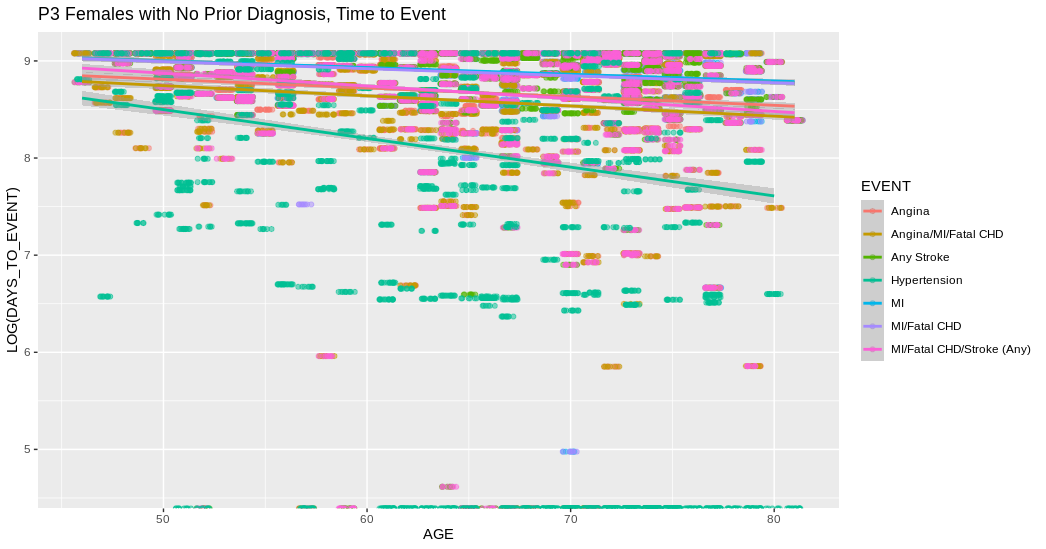 P3 Females with No Prior Diagnosis, Time to Event
LOG(DAYS_TO_EVENT)
9
8
7
6
5
50
60
70
80
AGE
EVENT
Angina
Angina/MI/Fatal CHD
Any Stroke
Hypertension
MI
MI/Fatal CHD
MI/Fatal CHD/Stroke (Any)